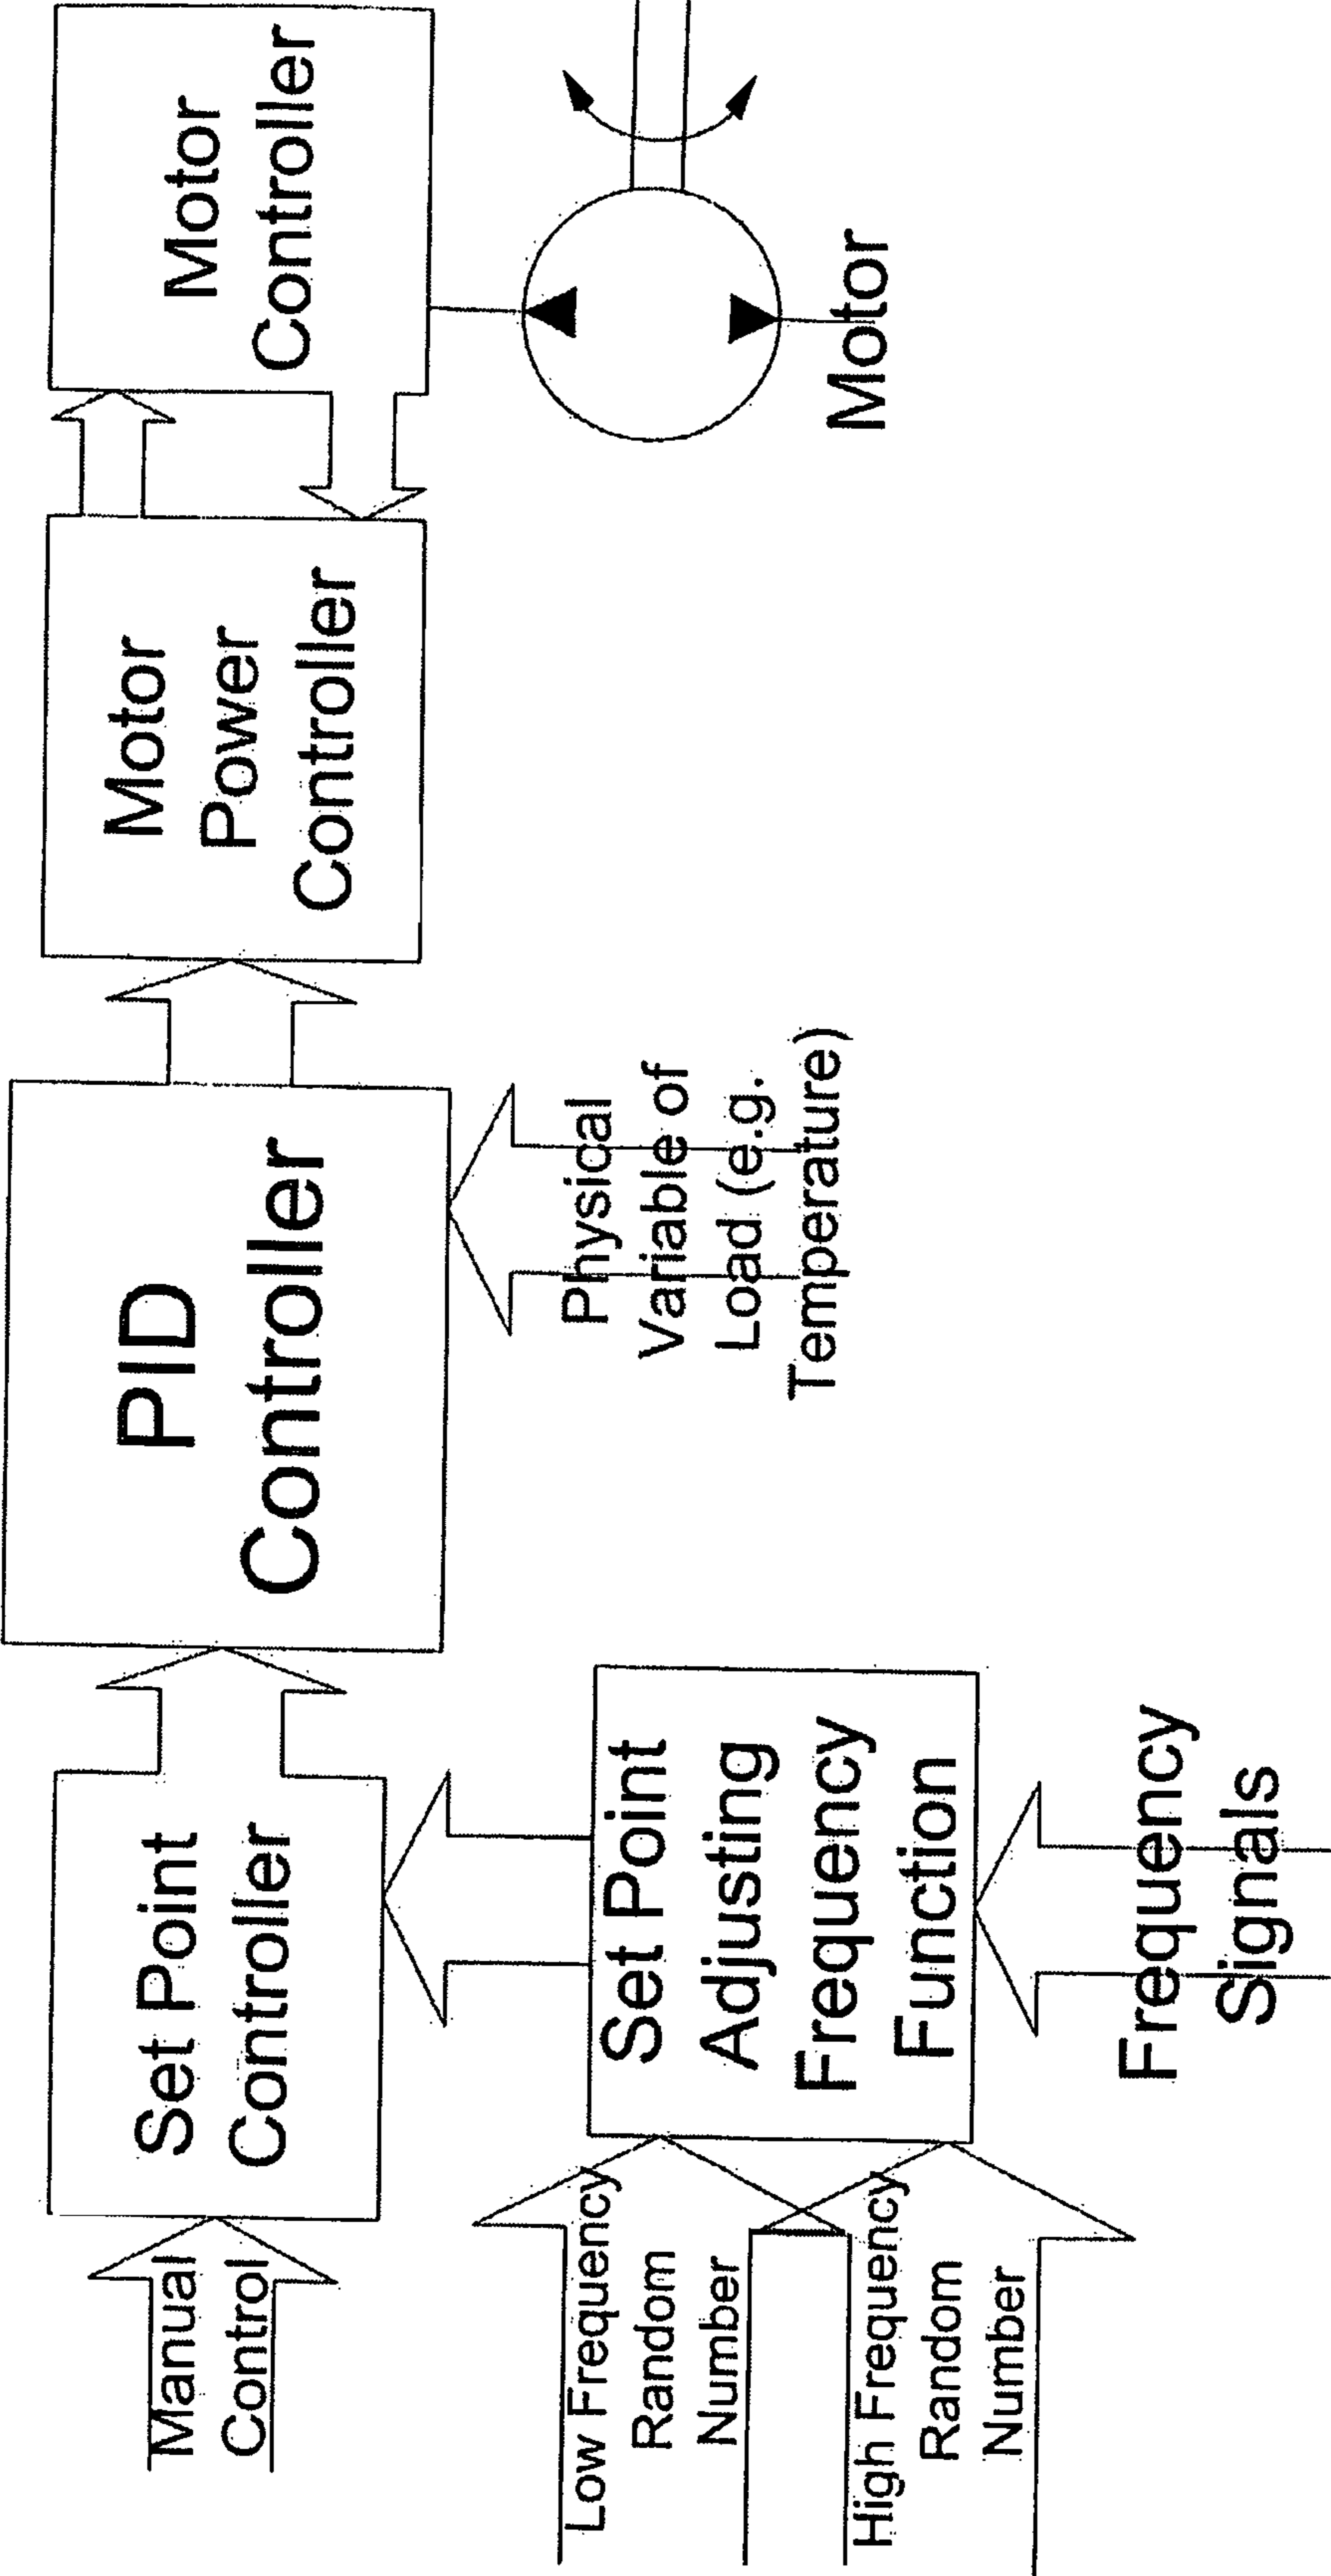 Manual
Control
Set Point
Controller
PID
Controller
Motor
Power
Controller
Motor
Controller
Low Frequency
Random
Number
High Frequency
Random
Number
Set Point
Adjusting
Frequency
Function
Frequency
Signals
Physical
Variable of
Load (e.g.
Temperature)
Motor